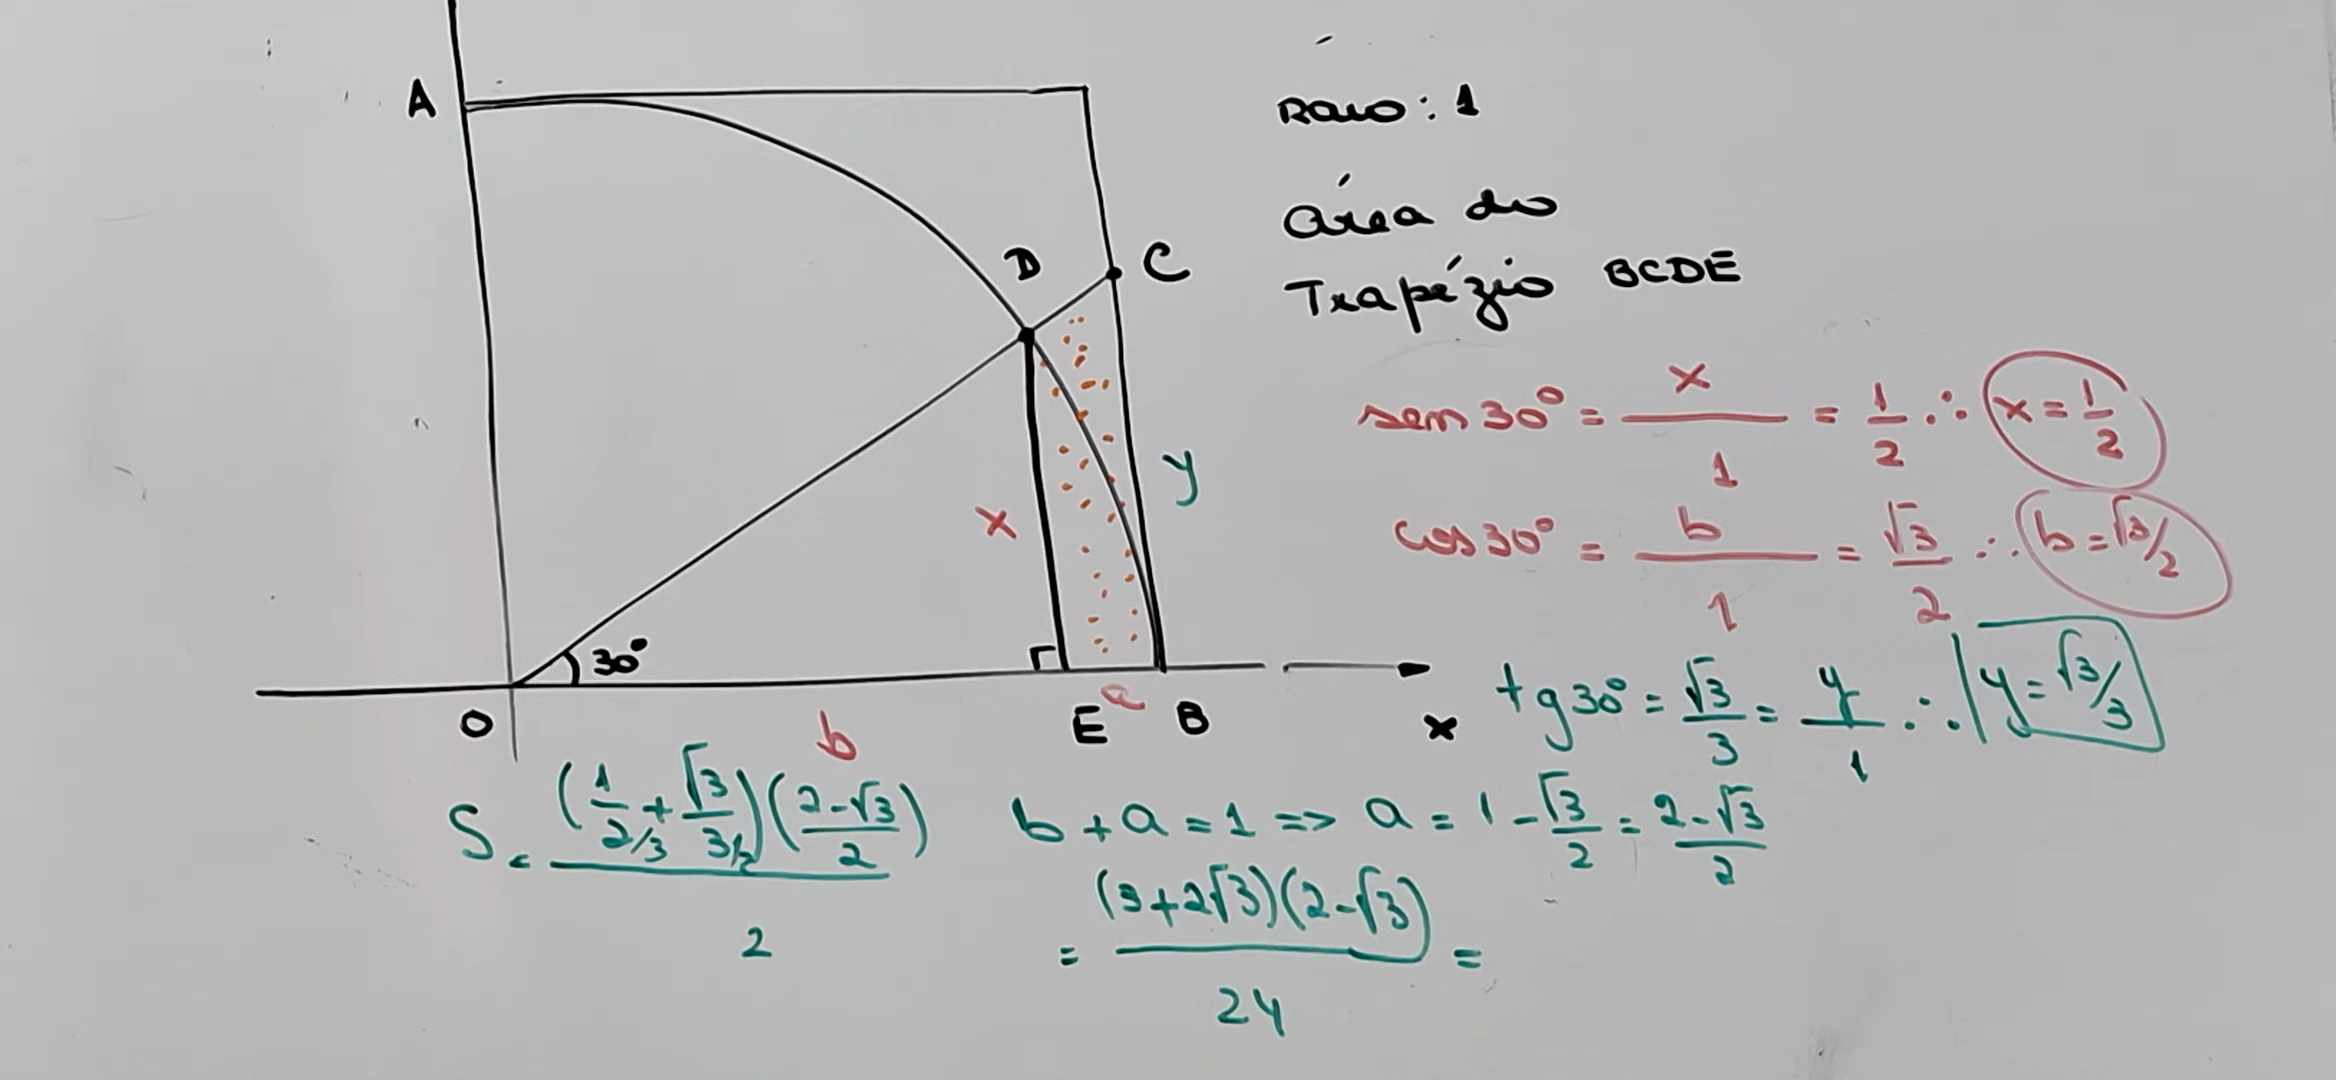 A
D
C
x
y
30°
O
b
E
a
B
x
Raio: 1
área do
Trapézio BCDE
sen 30° = x/1 = 1/2 ∴ x = 1/2
cos 30° = b/1 = √3/2 ∴ b = √3/2
tg 30° = √3/3 = y/1 ∴ y = √3/3
b + a = 1 => a = 1 - √3/2 = 2-√3/2
S = (1/2/3 + √3/3/2)(2-√3/2)/2
= (3+2√3)(2-√3)/24 =